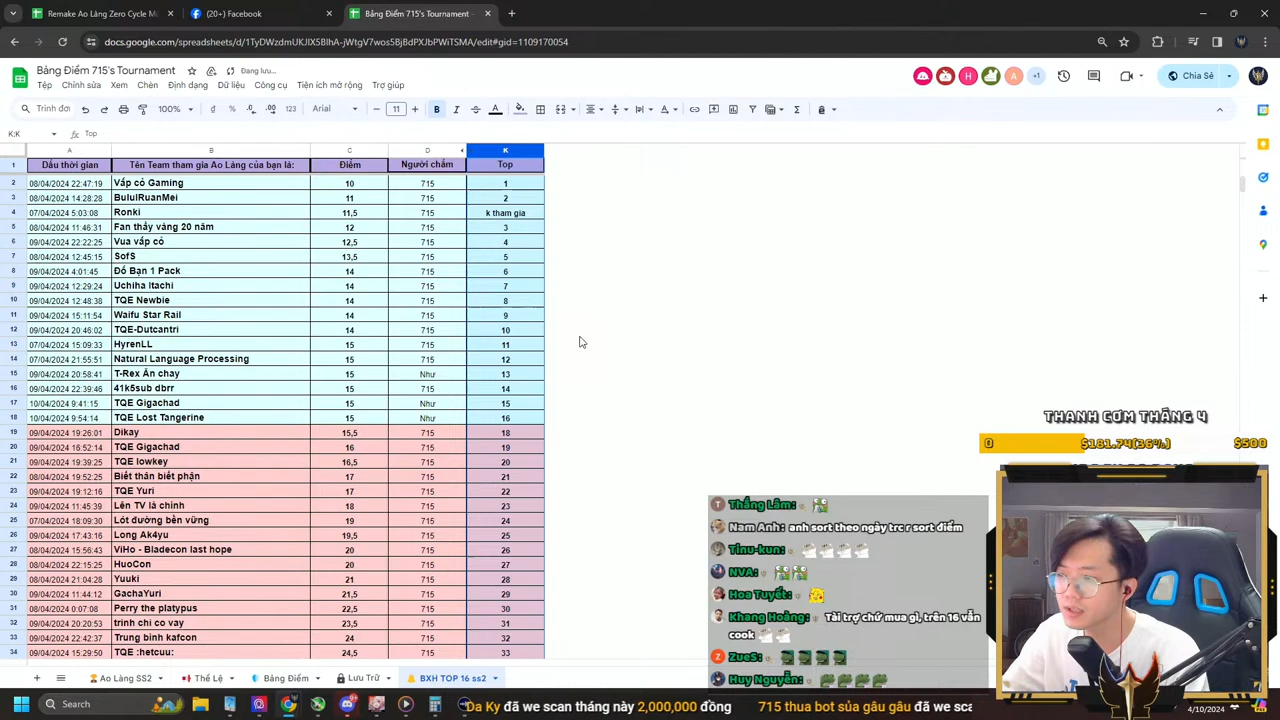 Remake Ao Làng Zero Cycle M
(20+) Facebook
Bảng Điểm 715's Tournament -
docs.google.com/spreadsheets/d/1TyDWzdmUKJlX5BIhA-jWtgV7wos5BjBdPXJbPWiTSMA/edit#gid=1109170054
Bảng Điểm 715's Tournament
Đang lưu...
Tệp Chỉnh sửa Xem Chèn Định dạng Dữ liệu Công cụ Tiện ích mở rộng Trợ giúp
H A +1
Chia Sẻ
Trình đơn 100% % .0 .00 123 Arial 11 B
K:K Top
A B C D K
1 Dấu thời gian Tên Team tham gia Ao Làng của bạn là: Điểm Người chấm Top
2 08/04/2024 22:47:19 Vấp cỏ Gaming 10 715 1
3 08/04/2024 14:28:28 BululRuanMei 11 715 2
4 07/04/2024 5:03:08 Ronki 11,5 715 k tham gia
5 08/04/2024 11:46:31 Fan thầy vàng 20 năm 12 715 3
6 09/04/2024 22:22:25 Vua vấp cỏ 12,5 715 4
7 08/04/2024 12:45:15 SofS 13,5 715 5
8 09/04/2024 4:01:45 Đố Bạn 1 Pack 14 715 6
9 09/04/2024 12:29:24 Uchiha Itachi 14 715 7
10 09/04/2024 12:48:38 TQE Newbie 14 715 8
11 09/04/2024 15:11:54 Waifu Star Rail 14 715 9
12 09/04/2024 20:46:02 TQE-Dutcantri 14 715 10
13 07/04/2024 15:09:33 HyrenLL 15 715 11
14 07/04/2024 21:55:51 Natural Language Processing 15 715 12
15 09/04/2024 20:58:41 T-Rex Ăn chay 15 Như 13
16 09/04/2024 22:39:46 41k5sub dbrr 15 715 14
17 10/04/2024 9:41:15 TQE Gigachad 15 Như 15
18 10/04/2024 9:54:14 TQE Lost Tangerine 15 Như 16
19 09/04/2024 19:26:01 Dikay 15,5 715 18
20 09/04/2024 16:52:14 TQE Gigachad 16 715 19
21 09/04/2024 19:39:25 TQE lowkey 16,5 715 20
22 08/04/2024 19:52:25 Biết thân biết phận 17 715 21
23 09/04/2024 19:12:16 TQE Yuri 17 715 22
24 09/04/2024 11:45:39 Lên TV là chính 18 715 23
25 07/04/2024 18:09:30 Lót đường bền vững 19 715 24
26 09/04/2024 17:43:16 Long Ak4yu 19,5 715 25
27 08/04/2024 15:56:43 ViHo - Bladecon last hope 20 715 26
28 08/04/2024 22:15:25 HuoCon 20 715 27
29 08/04/2024 21:04:28 Yuuki 21 715 28
30 09/04/2024 11:44:12 GachaYuri 21,5 715 29
31 08/04/2024 0:07:08 Perry the platypus 22,5 715 30
32 09/04/2024 20:20:53 trinh chi co vay 23,5 715 31
33 09/04/2024 22:42:37 Trung bình kafcon 24 715 32
34 09/04/2024 15:29:50 TQE :hetcuu: 24,5 715 33
THANH CƠM THÁNG 4
0 $181.74(36%) $500
Thắng Lâm:
Nam Anh: anh sort theo ngày trc r sort điểm
Tinu-kun:
NVA:
Hoa Tuyết:
Khang Hoàng: Tài trợ chứ mua gì, trên 16 vẫn
cook
ZueS:
Huy Nguyễn:
Ao Làng SS2 Thể Lệ Bảng Điểm Lưu Trữ BXH TOP 16 ss2
Search
Da Ky đã we scan tháng này 2,000,000 đồng 715 thua bot sủa gâu gâu đã we sca
4/10/2024